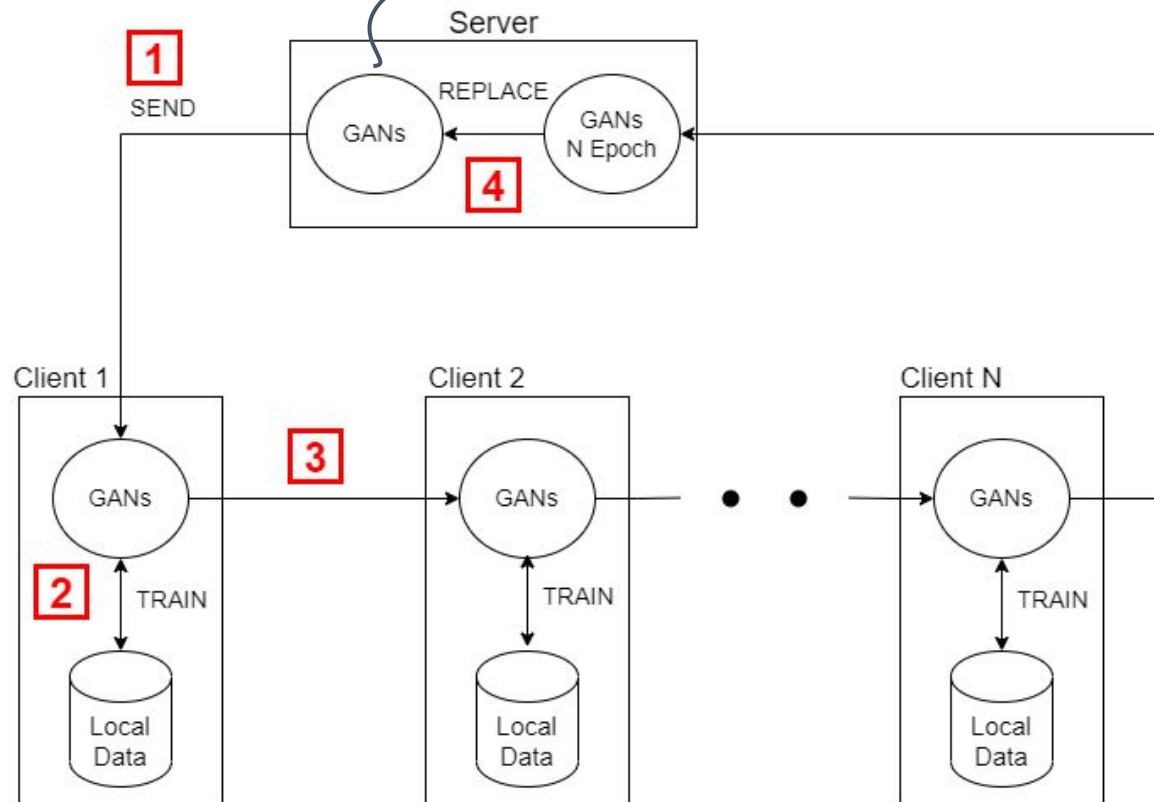 Server
1
SEND
GANs
REPLACE
GANs
N Epoch
4
Client 1
Client 2
Client N
3
GANs
GANs
GANs
2
TRAIN
TRAIN
TRAIN
Local
Data
Local
Data
Local
Data